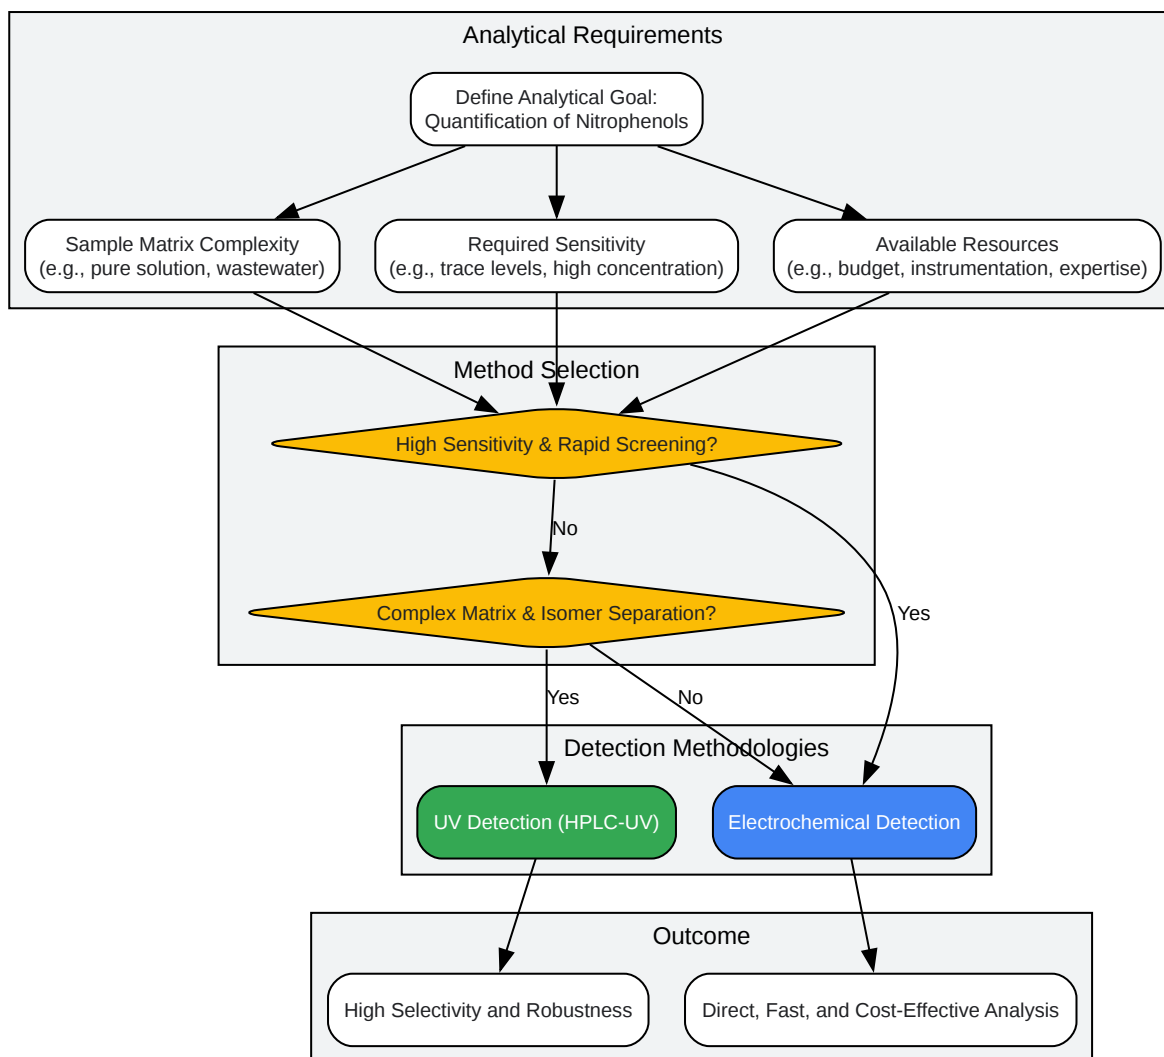 Analytical Requirements
Define Analytical Goal:
Quantification of Nitrophenols
Sample Matrix Complexity
(e.g., pure solution, wastewater)
Required Sensitivity
(e.g., trace levels, high concentration)
Available Resources
(e.g., budget, instrumentation, expertise)
Method Selection
High Sensitivity & Rapid Screening?
No
Complex Matrix & Isomer Separation?
Yes
Yes
No
Detection Methodologies
UV Detection (HPLC-UV)
Electrochemical Detection
Outcome
High Selectivity and Robustness
Direct, Fast, and Cost-Effective Analysis